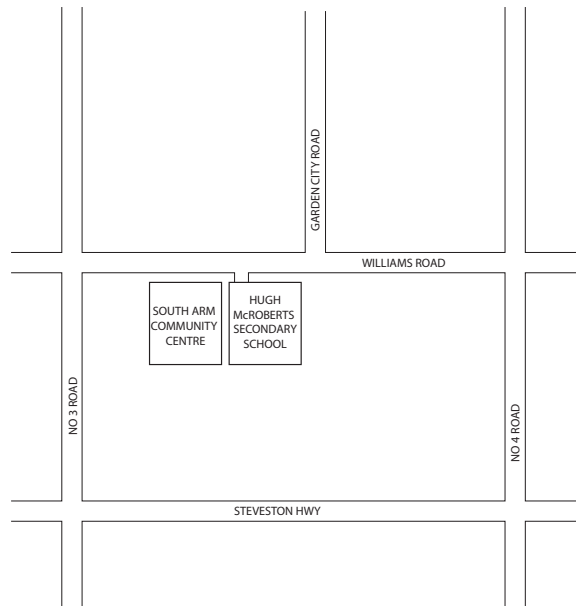 GARDEN CITY ROAD
WILLIAMS ROAD
SOUTH ARM
COMMUNITY
CENTRE
HUGH
McROBERTS
SECONDARY
SCHOOL
NO 3 ROAD
NO 4 ROAD
STEVESTON HWY